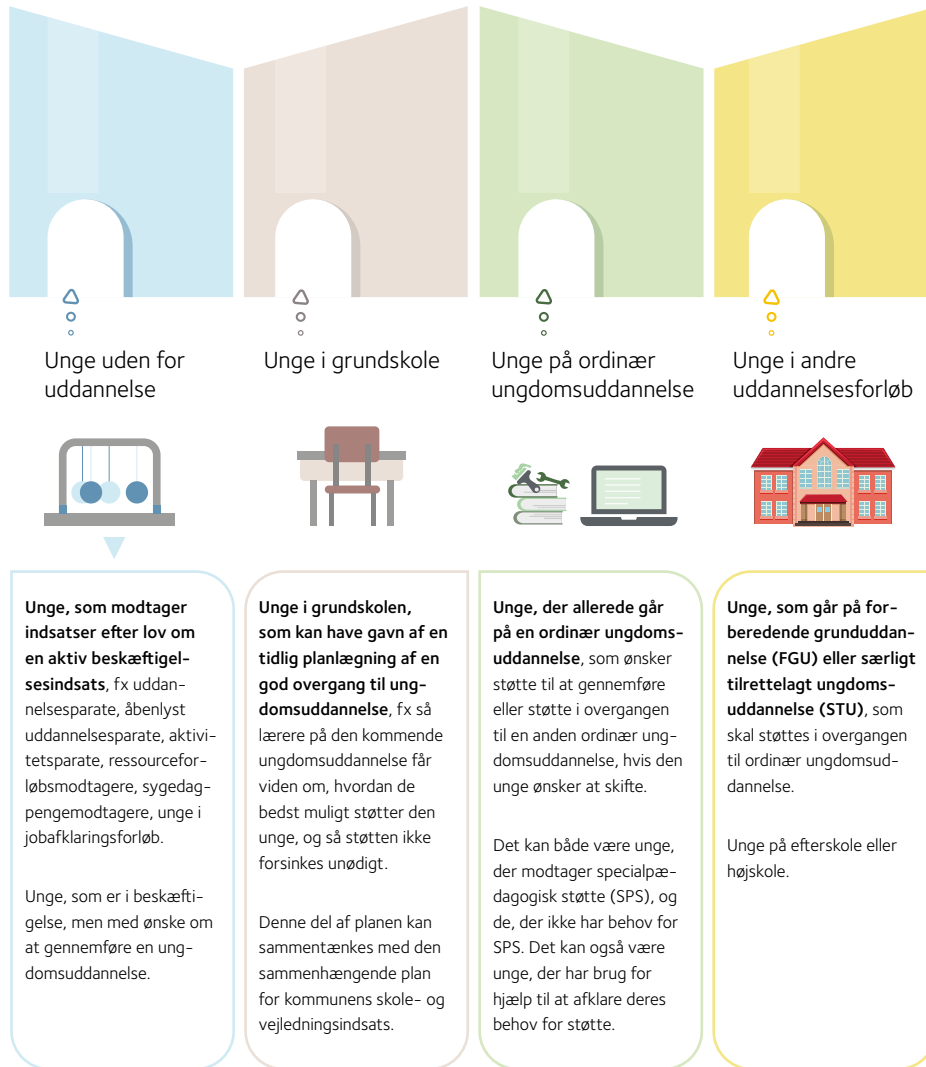 Unge uden for
uddannelse
Unge i grundskole
Unge på ordinær
ungdomsuddannelse
Unge i andre
uddannelsesforløb
Unge, som modtager
indsatser efter lov om
en aktiv beskæftigel-
sesindsats, fx uddan-
nelsesparate, åbenlyst
uddannelsesparate, aktivi-
tetsparate, ressourcefor-
løbsmodtagere, sygedag-
pengemodtagere, unge i
jobafklaringsforløb.
Unge, som er i beskæfti-
gelse, men med ønske om
at gennemføre en ung-
domsuddannelse.
Unge i grundskolen,
som kan have gavn af en
tidlig planlægning af en
god overgang til ung-
domsuddannelse, fx så
lærere på den kommende
ungdomsuddannelse får
viden om, hvordan de
bedst muligt støtter den
unge, og så støtten ikke
forsinkes unødigt.
Denne del af planen kan
sammentænkes med den
sammenhængende plan
for kommunens skole- og
vejledningsindsats.
Unge, der allerede går
på en ordinær ungdoms-
uddannelse, som ønsker
støtte til at gennemføre
eller støtte i overgangen
til en anden ordinær ung-
domsuddannelse, hvis den
unge ønsker at skifte.
Det kan både være unge,
der modtager specialpæ-
dagogisk støtte (SPS), og
de, der ikke har behov for
SPS. Det kan også være
unge, der har brug for
hjælp til at afklare deres
behov for støtte.
Unge, som går på for-
beredende grunduddan-
nelse (FGU) eller særligt
tilrettelagt ungdoms-
uddannelse (STU), som
skal støttes i overgangen
til ordinær ungdomsud-
dannelse.
Unge på efterskole eller
højskole.